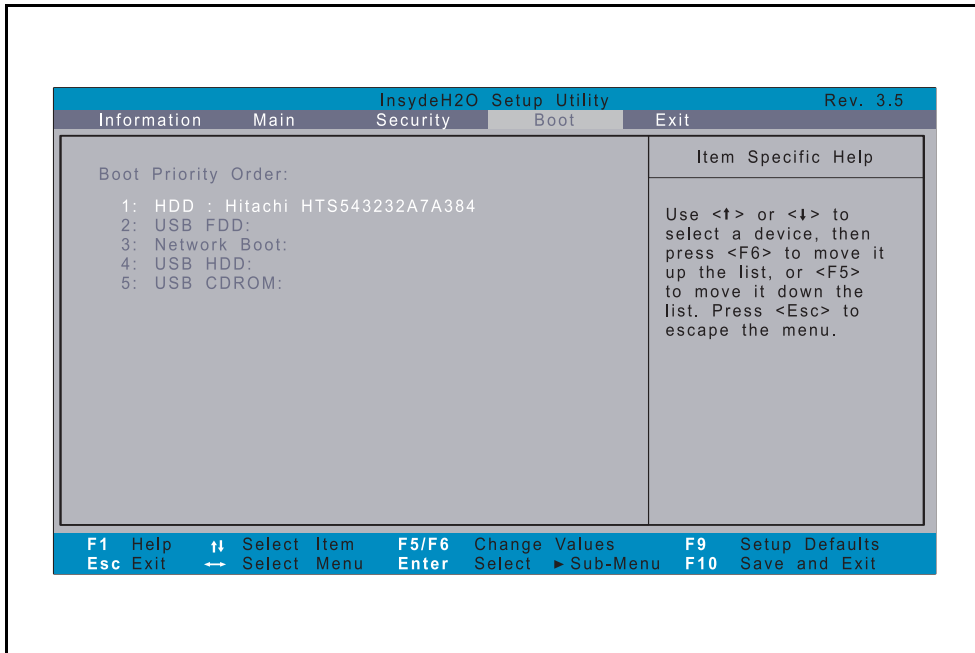 InsydeH2O Setup Utility Rev. 3.5
Information Main Security Boot Exit
Boot Priority Order:
1: HDD : Hitachi HTS543232A7A384
2: USB FDD:
3: Network Boot:
4: USB HDD:
5: USB CDROM:
Item Specific Help
Use <↑> or <↓> to
select a device, then
press <F6> to move it
up the list, or <F5>
to move it down the
list. Press <Esc> to
escape the menu.
F1 Help ↑↓ Select Item F5/F6 Change Values F9 Setup Defaults
Esc Exit ↔ Select Menu Enter Select ►Sub-Menu F10 Save and Exit